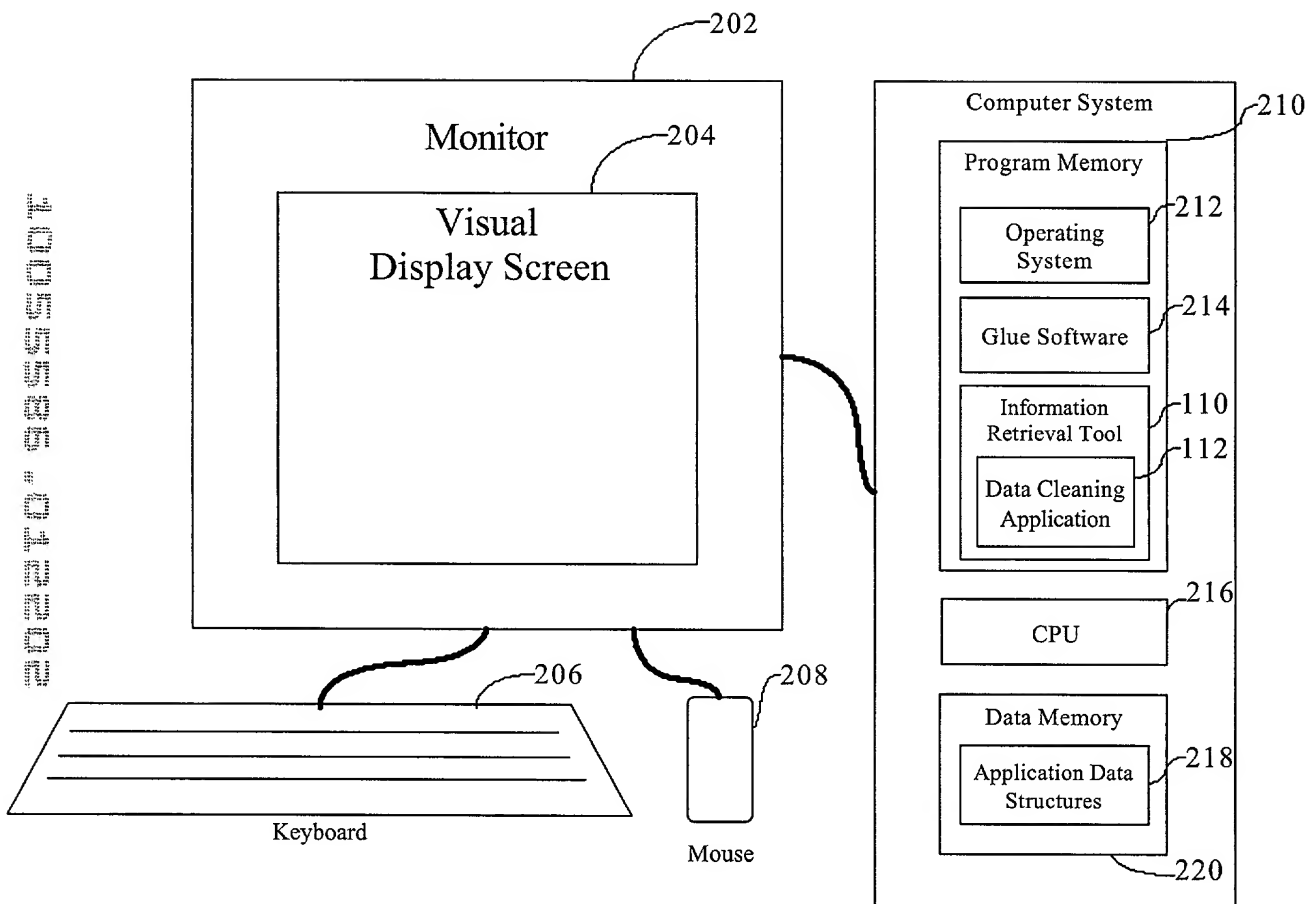 202
Monitor
204
Visual
Display Screen
10055585.012202
206
Keyboard
208
Mouse
Computer System
210
Program Memory
212
Operating
System
214
Glue Software
Information
Retrieval Tool
110
112
Data Cleaning
Application
216
CPU
Data Memory
218
Application Data
Structures
220